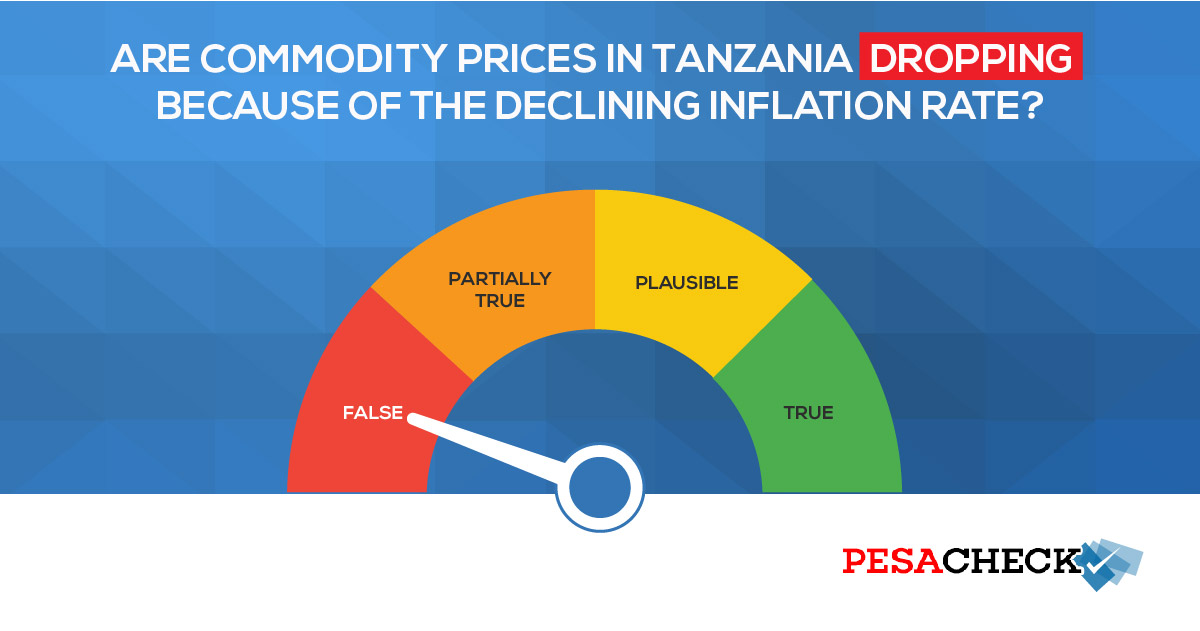 ARE COMMODITY PRICES IN TANZANIA DROPPING
BECAUSE OF THE DECLINING INFLATION RATE?
PARTIALLY
TRUE
PLAUSIBLE
FALSE
TRUE
PESACHECK